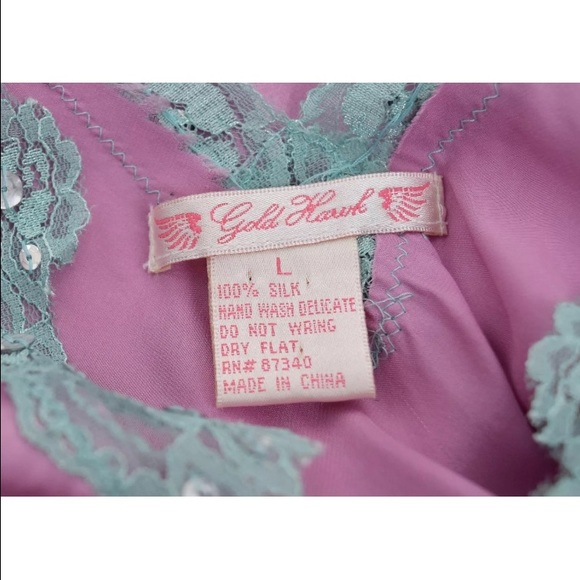 Gold Hawk
L
100% SILK
HAND WASH DELICATE
DO NOT WRING
DRY FLAT.
RN# 87340
MADE IN CHINA